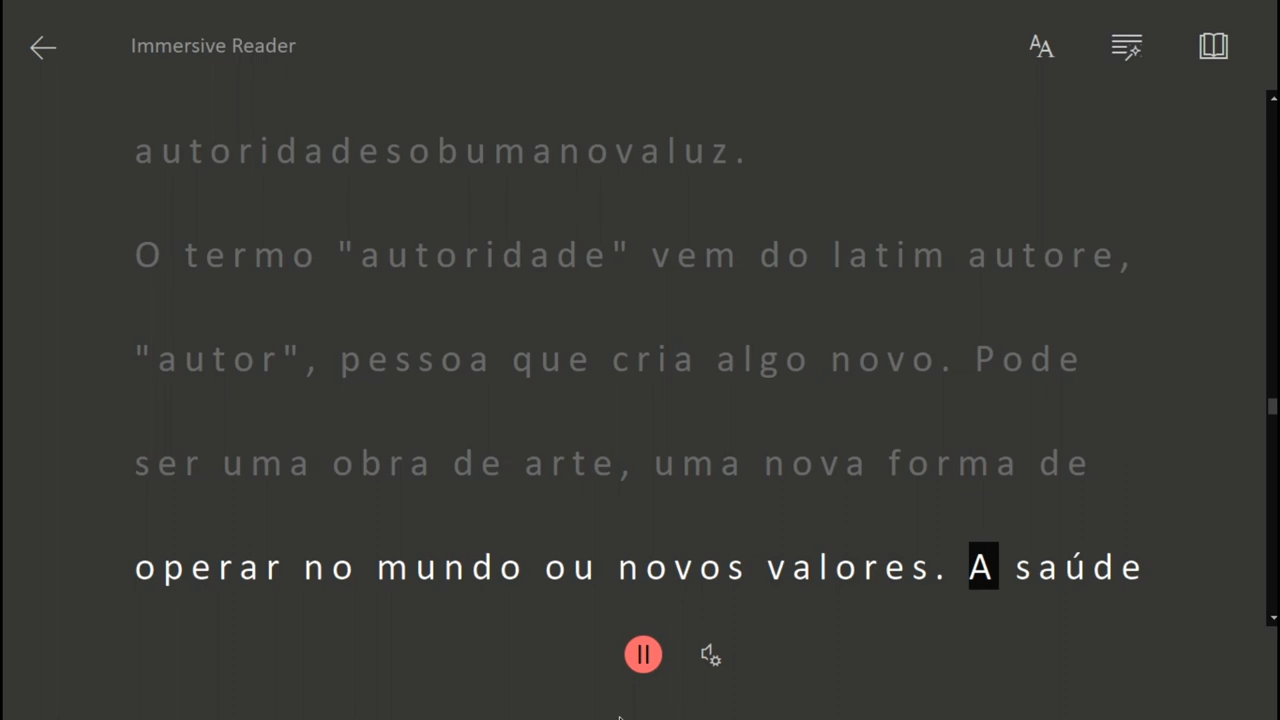 Immersive Reader
autoridadesobumanovaluz.
O termo "autoridade" vem do latim autore,
"autor", pessoa que cria algo novo. Pode
ser uma obra de arte, uma nova forma de
operar no mundo ou novos valores. A saúde